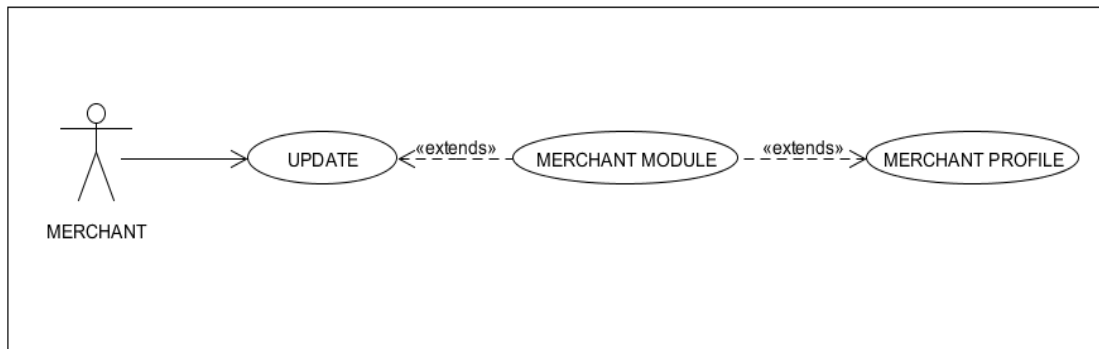 «extends»
«extends»
UPDATE
MERCHANT MODULE
MERCHANT PROFILE
MERCHANT